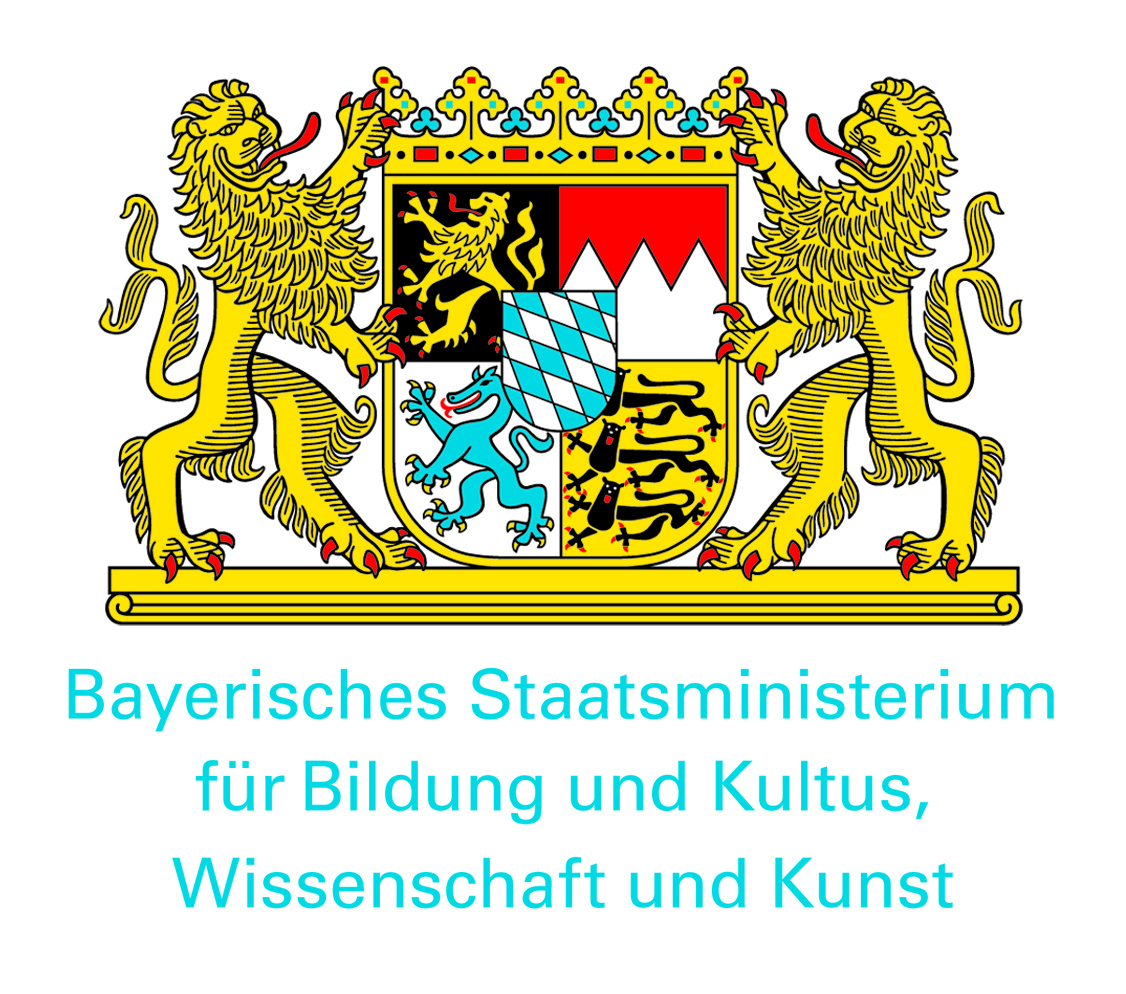 Bayerisches Staatsministerium
für Bildung und Kultus,
Wissenschaft und Kunst